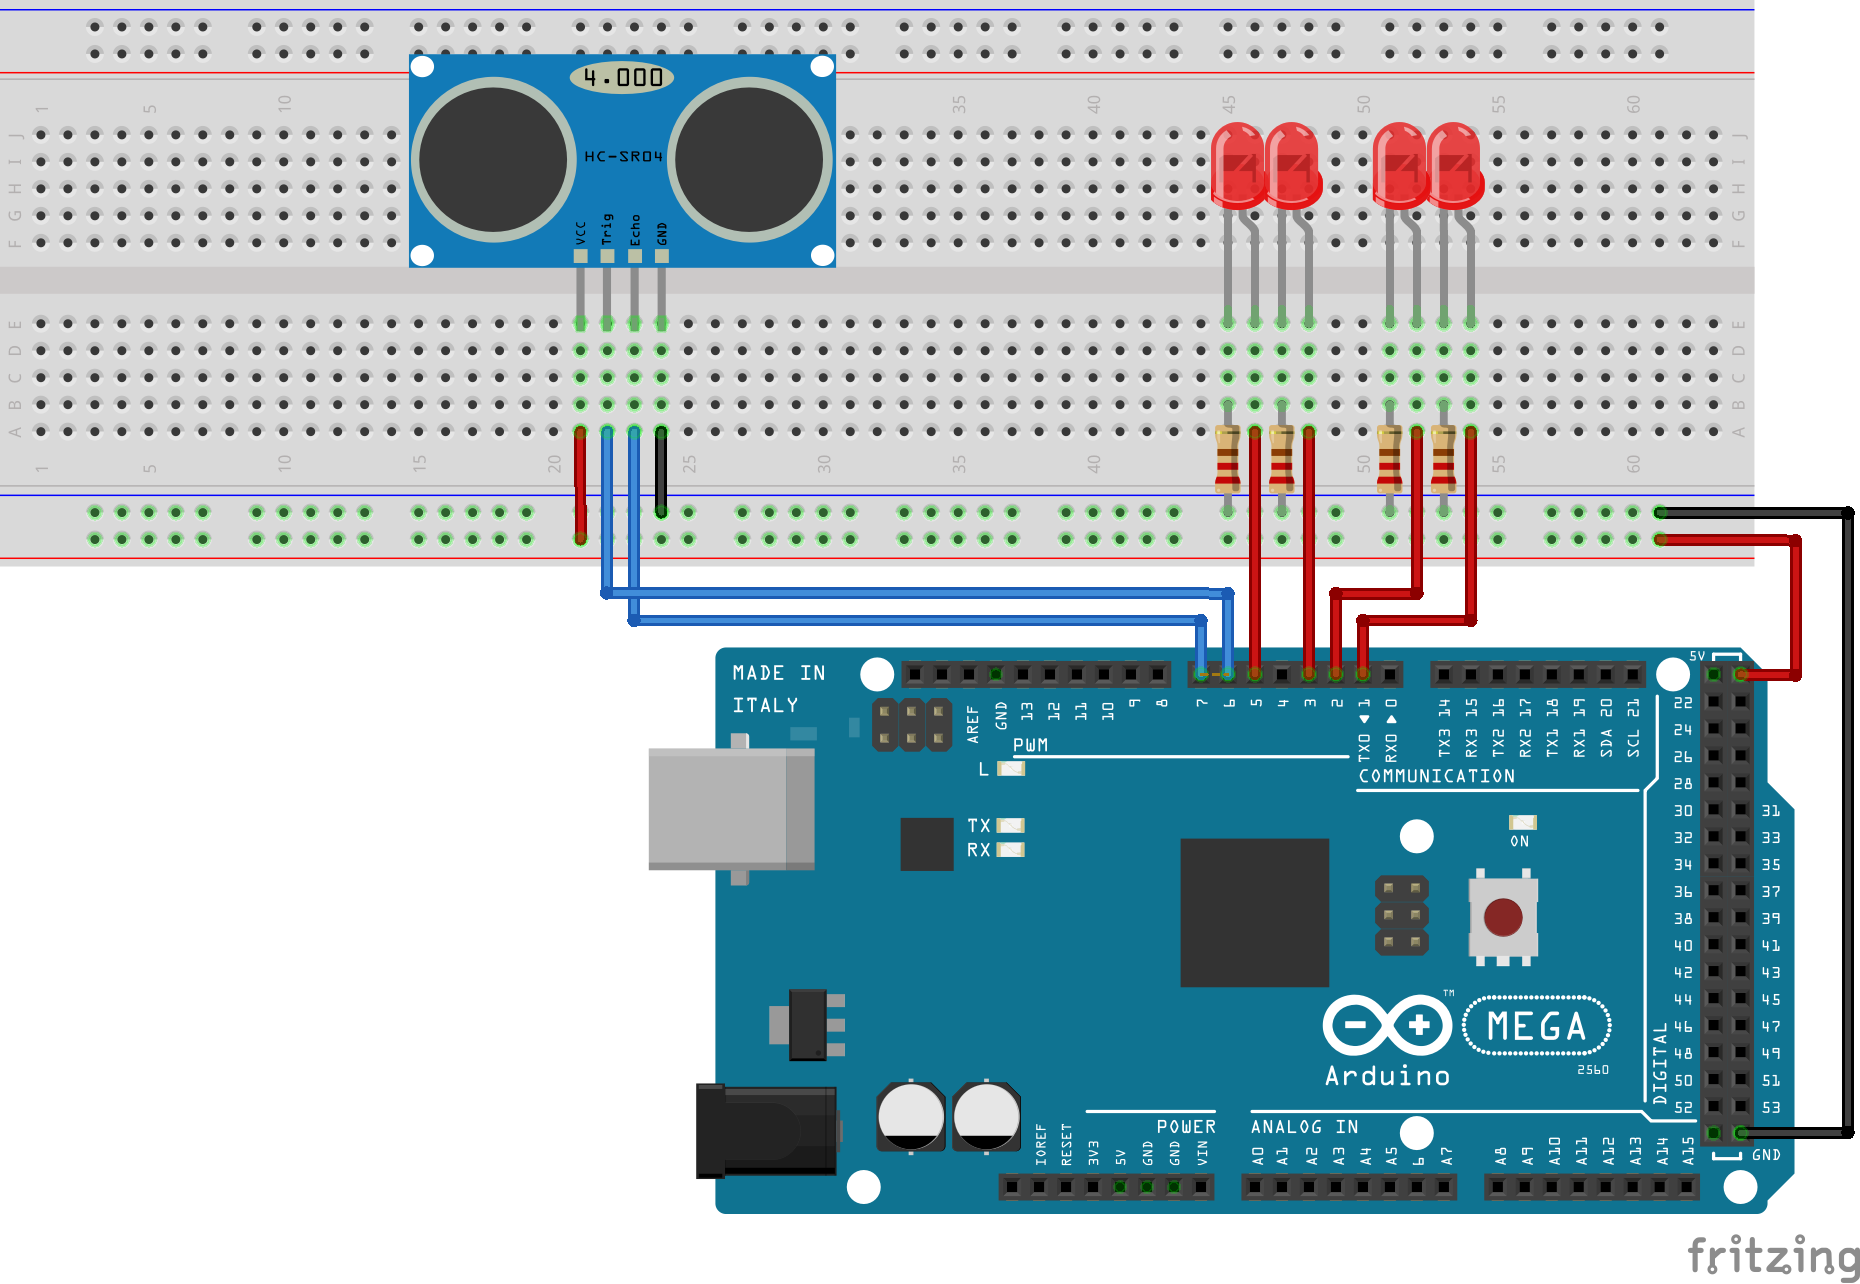 1 5 10 35 40 45 50 55 60
4.000
HC-SR04
VCC Trig Echo GND
J
I
H
G
F
J
I
H
G
F
E
D
C
B
A
E
D
C
B
A
1 5 10 15 20 25 30 35 40 45 50 55 60
MADE IN
ITALY
AREF GND 13 12 11 10 9 8
7 6 5 4 3 2 TX0 1 RX0 0
TX3 14 RX3 15 TX2 16 RX2 17 TX1 18 RX1 19 SDA 20 SCL 21
5V
PWM
COMMUNICATION
L
TX
RX
ON
22
24
26
28
30 31
32 33
34 35
36 37
38 39
40 41
42 43
44 45
46 47
48 49
50 51
52 53
DIGITAL
GND
TM
MEGA
2560
Arduino
POWER
ANALOG IN
IOREF RESET 3V3 5V GND GND VIN
A0 A1 A2 A3 A4 A5 6 A7
A8 A9 A10 A11 A12 A13 A14 A15
fritzing